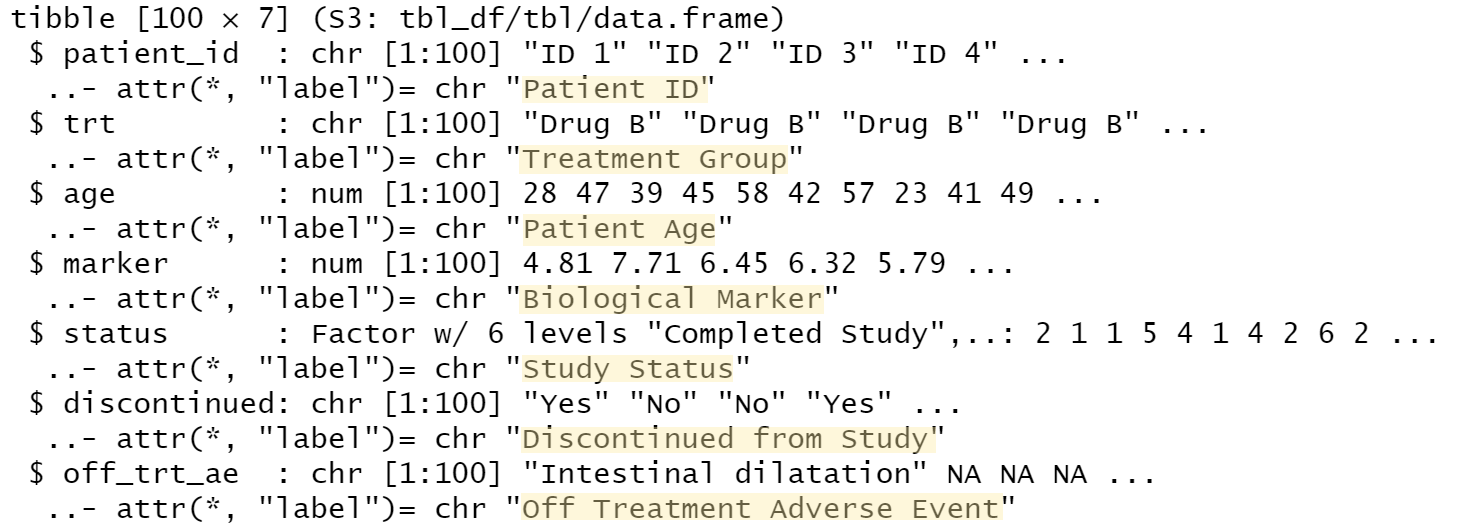 tibble [100 × 7] (S3: tbl_df/tbl/data.frame)
 $ patient_id  : chr [1:100] "ID 1" "ID 2" "ID 3" "ID 4" ...
  ..- attr(*, "label")= chr "Patient ID"
 $ trt         : chr [1:100] "Drug B" "Drug B" "Drug B" "Drug B" ...
  ..- attr(*, "label")= chr "Treatment Group"
 $ age         : num [1:100] 28 47 39 45 58 42 57 23 41 49 ...
  ..- attr(*, "label")= chr "Patient Age"
 $ marker      : num [1:100] 4.81 7.71 6.45 6.32 5.79 ...
  ..- attr(*, "label")= chr "Biological Marker"
 $ status      : Factor w/ 6 levels "Completed Study",..: 2 1 1 5 4 1 4 2 6 2 ...
  ..- attr(*, "label")= chr "Study Status"
 $ discontinued: chr [1:100] "Yes" "No" "No" "Yes" ...
  ..- attr(*, "label")= chr "Discontinued from Study"
 $ off_trt_ae  : chr [1:100] "Intestinal dilatation" NA NA NA ...
  ..- attr(*, "label")= chr "Off Treatment Adverse Event"